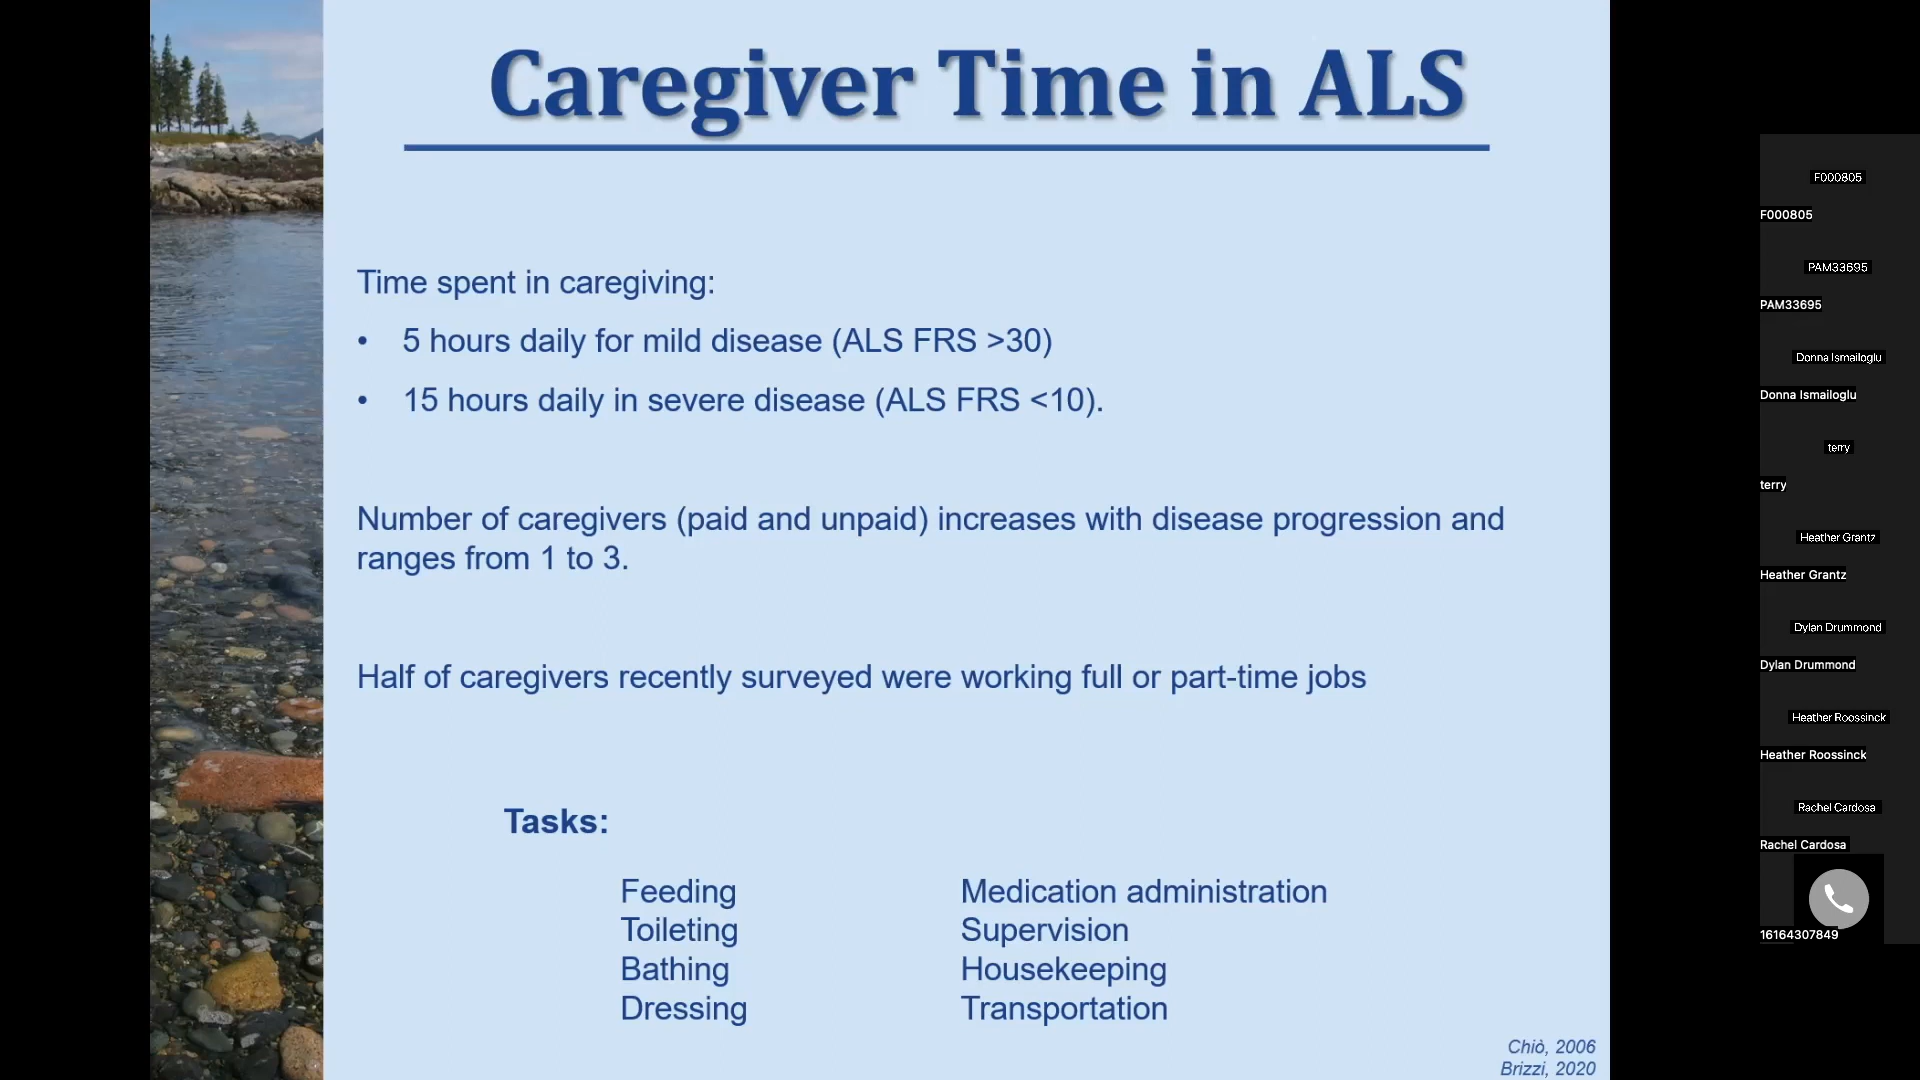 Caregiver Time in ALS
Time spent in caregiving:
• 5 hours daily for mild disease (ALS FRS >30)
• 15 hours daily in severe disease (ALS FRS <10).
Number of caregivers (paid and unpaid) increases with disease progression and
ranges from 1 to 3.
Half of caregivers recently surveyed were working full or part-time jobs
Tasks:
Feeding
Toileting
Bathing
Dressing
Medication administration
Supervision
Housekeeping
Transportation
Chiò, 2006
Brizzi, 2020
F000805
F000805
PAM33695
PAM33695
Donna Ismailoglu
Donna Ismailoglu
terry
terry
Heather Grantz
Heather Grantz
Dylan Drummond
Dylan Drummond
Heather Roossinck
Heather Roossinck
Rachel Cardosa
Rachel Cardosa
16164307849